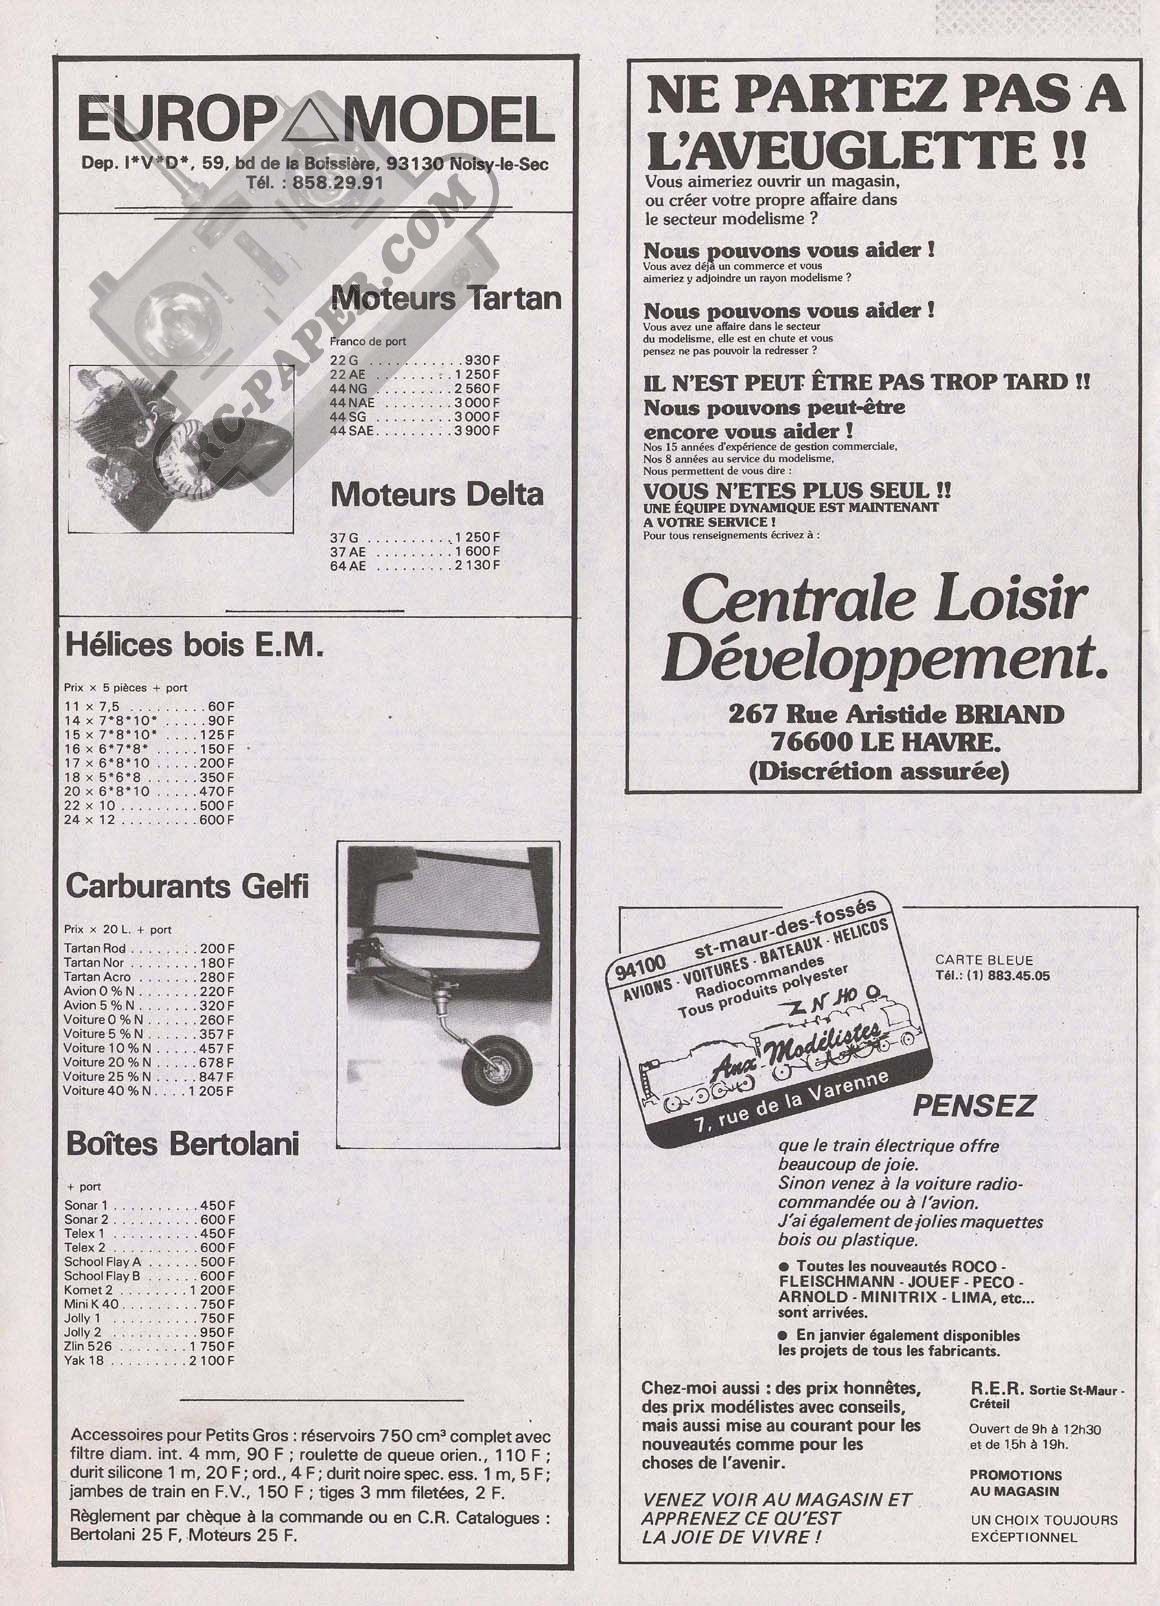 EUROP△MODEL
Dep. I*V*D*, 59, bd de la Boissière, 93130 Noisy-le-Sec
Tél. : 858.29.91
RC-PAPER.COM
Moteurs Tartan
Franco de port
22 G . . . . . . . . . . . 930 F
22 AE . . . . . . . . . 1 250 F
44 NG . . . . . . . . . 2 560 F
44 NAE . . . . . . . . 3 000 F
44 SG . . . . . . . . . 3 000 F
44 SAE . . . . . . . . . 3 900 F
Moteurs Delta
37 G . . . . . . . . . . 1 250 F
37 AE . . . . . . . . . . 1 600 F
64 AE . . . . . . . . . 2 130 F
Hélices bois E.M.
Prix × 5 pièces + port
11 × 7,5 . . . . . . . . . 60 F
14 × 7*8*10* . . . . . 90 F
15 × 7*8*10* . . . . 125 F
16 × 6*7*8* . . . . . 150 F
17 × 6*8*10 . . . . . 200 F
18 × 5*6*8 . . . . . . 350 F
20 × 6*8*10 . . . . . 470 F
22 × 10 . . . . . . . . . 500 F
24 × 12 . . . . . . . . . 600 F
Carburants Gelfi
Prix × 20 L. + port
Tartan Rod . . . . . . . . 200 F
Tartan Nor . . . . . . . . 180 F
Tartan Acro . . . . . . . 280 F
Avion 0 % N . . . . . . . 220 F
Avion 5 % N . . . . . . . 320 F
Voiture 0 % N . . . . . . 260 F
Voiture 5 % N . . . . . . 357 F
Voiture 10 % N . . . . . 457 F
Voiture 20 % N . . . . . 678 F
Voiture 25 % N . . . . . 847 F
Voiture 40 % N . . . . 1 205 F
Boîtes Bertolani
+ port
Sonar 1 . . . . . . . . . . 450 F
Sonar 2 . . . . . . . . . . 600 F
Telex 1 . . . . . . . . . . 450 F
Telex 2 . . . . . . . . . . 600 F
School Flay A . . . . . . 500 F
School Flay B . . . . . . 600 F
Komet 2 . . . . . . . . 1 200 F
Mini K 40 . . . . . . . . . 750 F
Jolly 1 . . . . . . . . . . 750 F
Jolly 2 . . . . . . . . . . 950 F
Zlin 526 . . . . . . . . 1 750 F
Yak 18 . . . . . . . . . 2 100 F
Accessoires pour Petits Gros : réservoirs 750 cm³ complet avec
filtre diam. int. 4 mm, 90 F ; roulette de queue orien., 110 F ;
durit silicone 1 m, 20 F ; ord., 4 F ; durit noire spec. ess. 1 m, 5 F ;
jambes de train en F.V., 150 F ; tiges 3 mm filetées, 2 F.
Règlement par chèque à la commande ou en C.R. Catalogues :
Bertolani 25 F, Moteurs 25 F.
NE PARTEZ PAS A
L'AVEUGLETTE !!
Vous aimeriez ouvrir un magasin,
ou créer votre propre affaire dans
le secteur modelisme ?
Nous pouvons vous aider !
Vous avez déjà un commerce et vous
aimeriez y adjoindre un rayon modelisme ?
Nous pouvons vous aider !
Vous avez une affaire dans le secteur
du modelisme, elle est en chute et vous
pensez ne pas pouvoir la redresser ?
IL N'EST PEUT ÊTRE PAS TROP TARD !!
Nous pouvons peut-être
encore vous aider !
Nos 15 années d'expérience de gestion commerciale,
Nos 8 années au service du modelisme,
Nous permettent de vous dire :
VOUS N'ETES PLUS SEUL !!
UNE ÉQUIPE DYNAMIQUE EST MAINTENANT
A VOTRE SERVICE !
Pour tous renseignements écrivez à :
Centrale Loisir
Développement.
267 Rue Aristide BRIAND
76600 LE HAVRE.
(Discrétion assurée)
94100 st-maur-des-fossés
AVIONS - VOITURES - BATEAUX - HELICOS
Radiocommandes
Tous produits polyester
Z N HO O
Aux Modélistes
7, rue de la Varenne
CARTE BLEUE
Tél.: (1) 883.45.05
PENSEZ
que le train électrique offre
beaucoup de joie.
Sinon venez à la voiture radio-
commandée ou à l'avion.
J'ai également de jolies maquettes
bois ou plastique.
● Toutes les nouveautés ROCO -
FLEISCHMANN - JOUEF - PECO -
ARNOLD - MINITRIX - LIMA, etc...
sont arrivées.
● En janvier également disponibles
les projets de tous les fabricants.
Chez-moi aussi : des prix honnêtes,
des prix modélistes avec conseils,
mais aussi mise au courant pour les
nouveautés comme pour les
choses de l'avenir.
VENEZ VOIR AU MAGASIN ET
APPRENEZ CE QU'EST
LA JOIE DE VIVRE !
R.E.R. Sortie St-Maur -
Créteil
Ouvert de 9h à 12h30
et de 15h à 19h.
PROMOTIONS
AU MAGASIN
UN CHOIX TOUJOURS
EXCEPTIONNEL